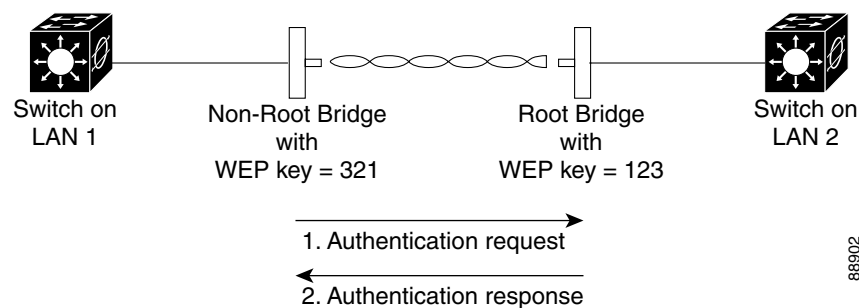 Switch on
LAN 1
Non-Root Bridge
with
WEP key = 321
Root Bridge
with
WEP key = 123
Switch on
LAN 2
1. Authentication request
2. Authentication response
88902